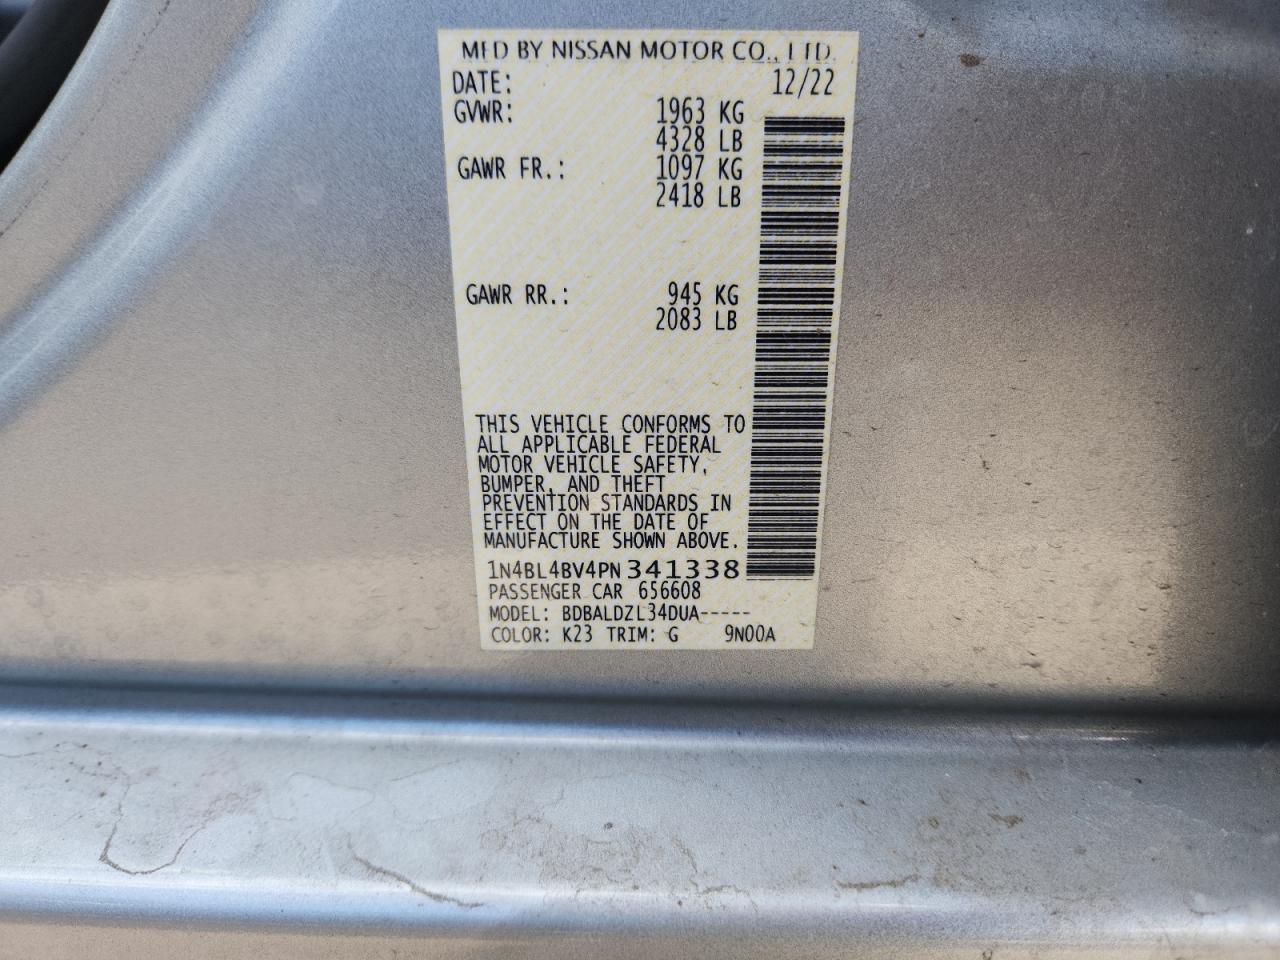 MFD BY NISSAN MOTOR CO., LTD.
DATE: 12/22
GVWR: 1963 KG
4328 LB
GAWR FR.: 1097 KG
2418 LB
GAWR RR.: 945 KG
2083 LB
THIS VEHICLE CONFORMS TO
ALL APPLICABLE FEDERAL
MOTOR VEHICLE SAFETY,
BUMPER, AND THEFT
PREVENTION STANDARDS IN
EFFECT ON THE DATE OF
MANUFACTURE SHOWN ABOVE.
1N4BL4BV4PN341338
PASSENGER CAR 656608
MODEL: BDBALDZL34DUA-----
COLOR: K23 TRIM: G 9N00A